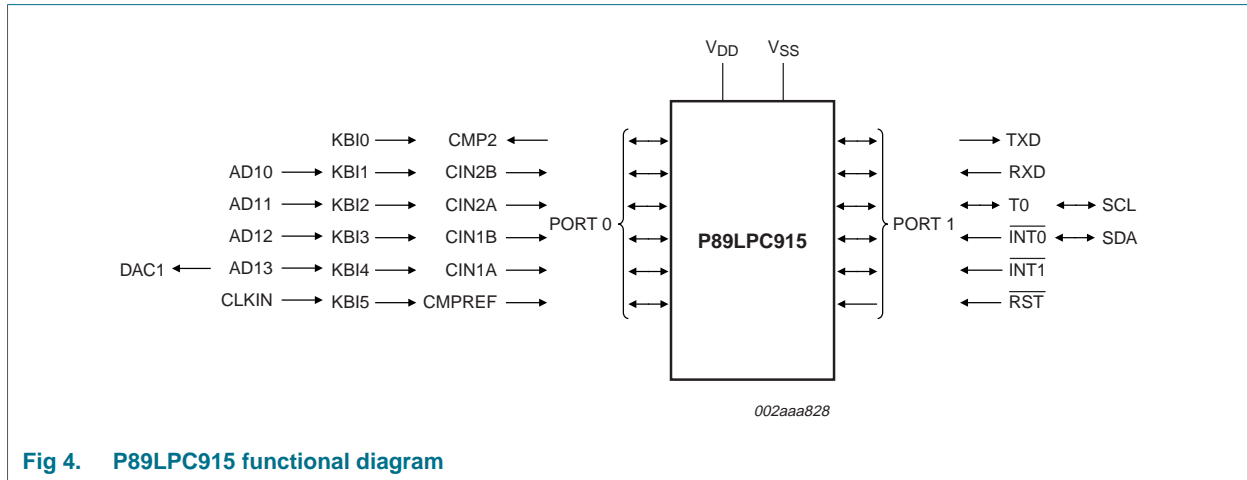 VDD VSS
KBI0 CMP2 TXD
AD10 KBI1 CIN2B RXD
AD11 KBI2 CIN2A PORT 0 P89LPC915 PORT 1 T0 SCL
AD12 KBI3 CIN1B INT0 SDA
DAC1 AD13 KBI4 CIN1A INT1
CLKIN KBI5 CMPREF RST
002aaa828
Fig 4. P89LPC915 functional diagram